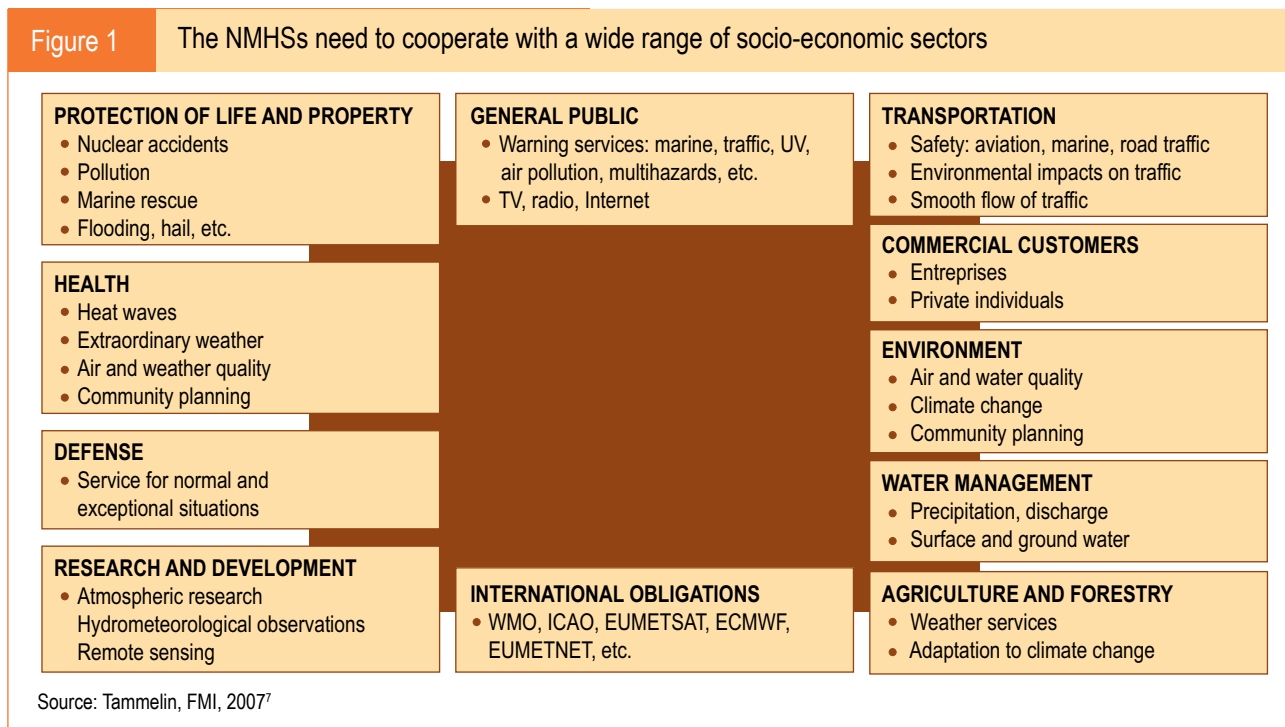 Figure 1
The NMHSs need to cooperate with a wide range of socio-economic sectors
PROTECTION OF LIFE AND PROPERTY
• Nuclear accidents
• Pollution
• Marine rescue
• Flooding, hail, etc.
HEALTH
• Heat waves
• Extraordinary weather
• Air and weather quality
• Community planning
DEFENSE
• Service for normal and
exceptional situations
RESEARCH AND DEVELOPMENT
• Atmospheric research
Hydrometeorological observations
Remote sensing
GENERAL PUBLIC
• Warning services: marine, traffic, UV,
air pollution, multihazards, etc.
• TV, radio, Internet
INTERNATIONAL OBLIGATIONS
• WMO, ICAO, EUMETSAT, ECMWF,
EUMETNET, etc.
TRANSPORTATION
• Safety: aviation, marine, road traffic
• Environmental impacts on traffic
• Smooth flow of traffic
COMMERCIAL CUSTOMERS
• Entreprises
• Private individuals
ENVIRONMENT
• Air and water quality
• Climate change
• Community planning
WATER MANAGEMENT
• Precipitation, discharge
• Surface and ground water
AGRICULTURE AND FORESTRY
• Weather services
• Adaptation to climate change
Source: Tammelin, FMI, 2007⁷